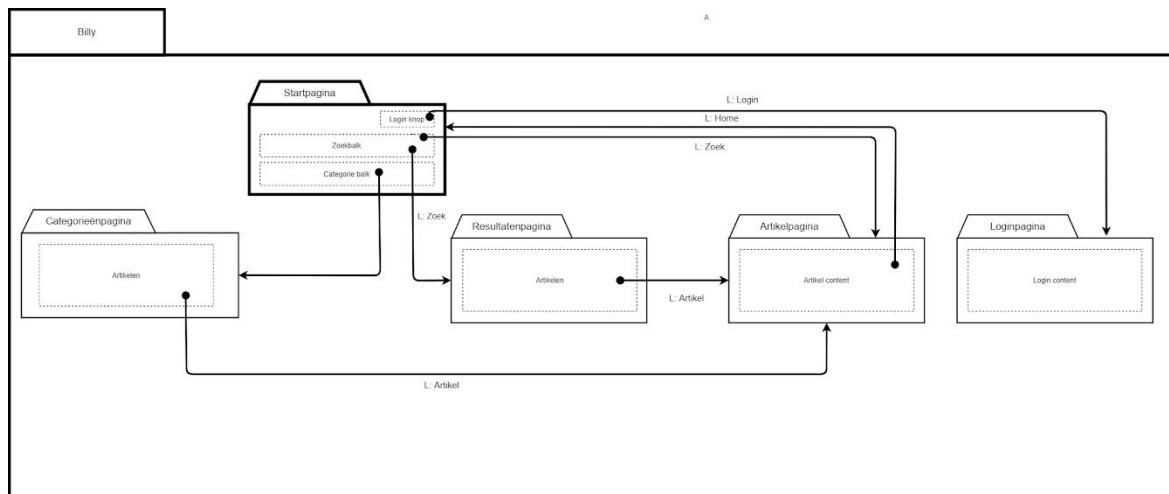 A
Billy
Startpagina
Login knop
Zoekbalk
Categorie balk
L: Login
L: Home
L: Zoek
L: Zoek
Categorieënpagina
Artikelen
Resultatenpagina
Artikelen
L: Artikel
Artikelpagina
Artikel content
Loginpagina
Login content
L: Artikel